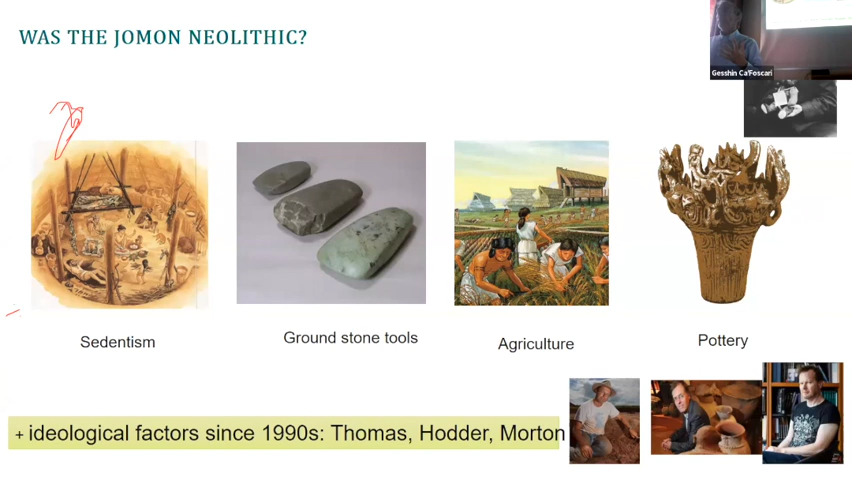 WAS THE JOMON NEOLITHIC?
Gesshin Ca'Foscari
Sedentism
Ground stone tools
Agriculture
Pottery
+ ideological factors since 1990s: Thomas, Hodder, Morton